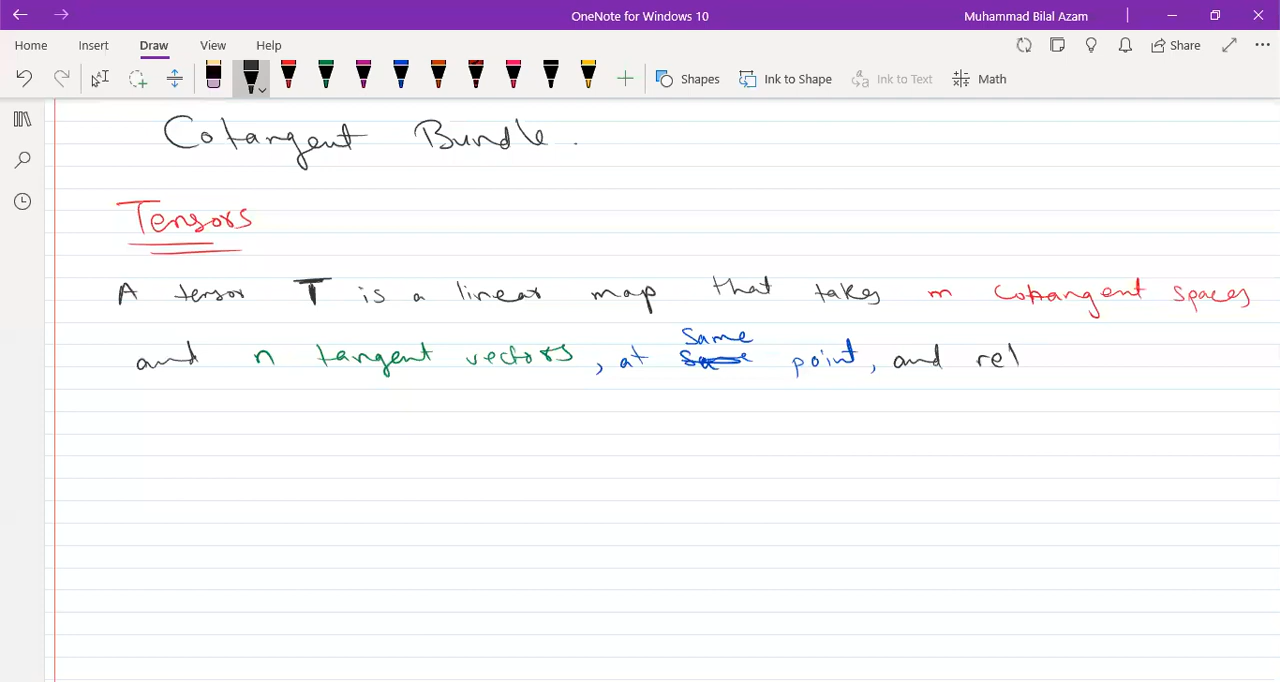 OneNote for Windows 10
Muhammad Bilal Azam
Home Insert Draw View Help
Share
Shapes Ink to Shape Ink to Text Math
Cotangent Bundle.
Tensors
A tensor T is a linear map that takes m cotangent spaces
same
and n tangent vectors, at point, and rel